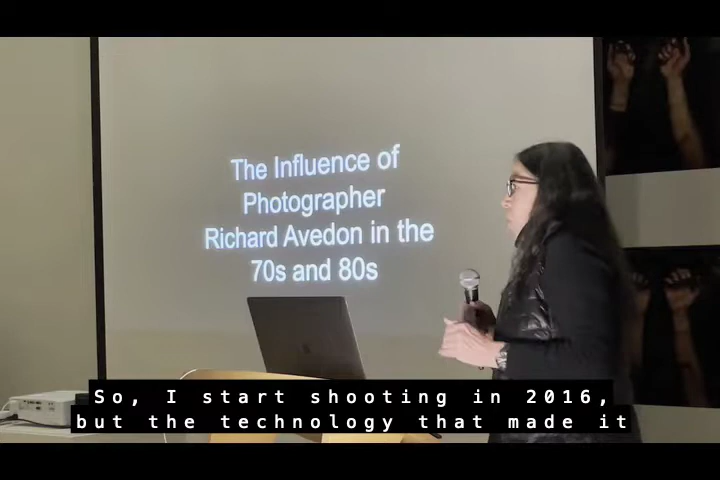 The Influence of
Photographer
Richard Avedon in the
70s and 80s
So, I start shooting in 2016,
but the technology that made it